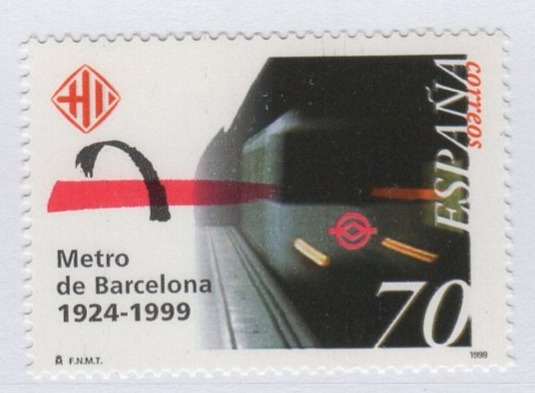 ESPAÑA
correos
Metro
de Barcelona
1924-1999
70
F.N.M.T.
1999